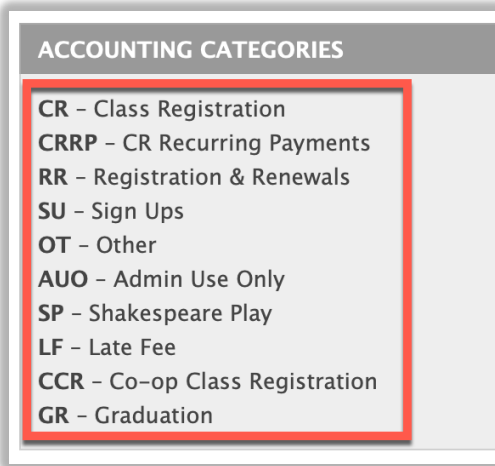 ACCOUNTING CATEGORIES
CR – Class Registration
CRRP – CR Recurring Payments
RR – Registration & Renewals
SU – Sign Ups
OT – Other
AUO – Admin Use Only
SP – Shakespeare Play
LF – Late Fee
CCR – Co-op Class Registration
GR – Graduation